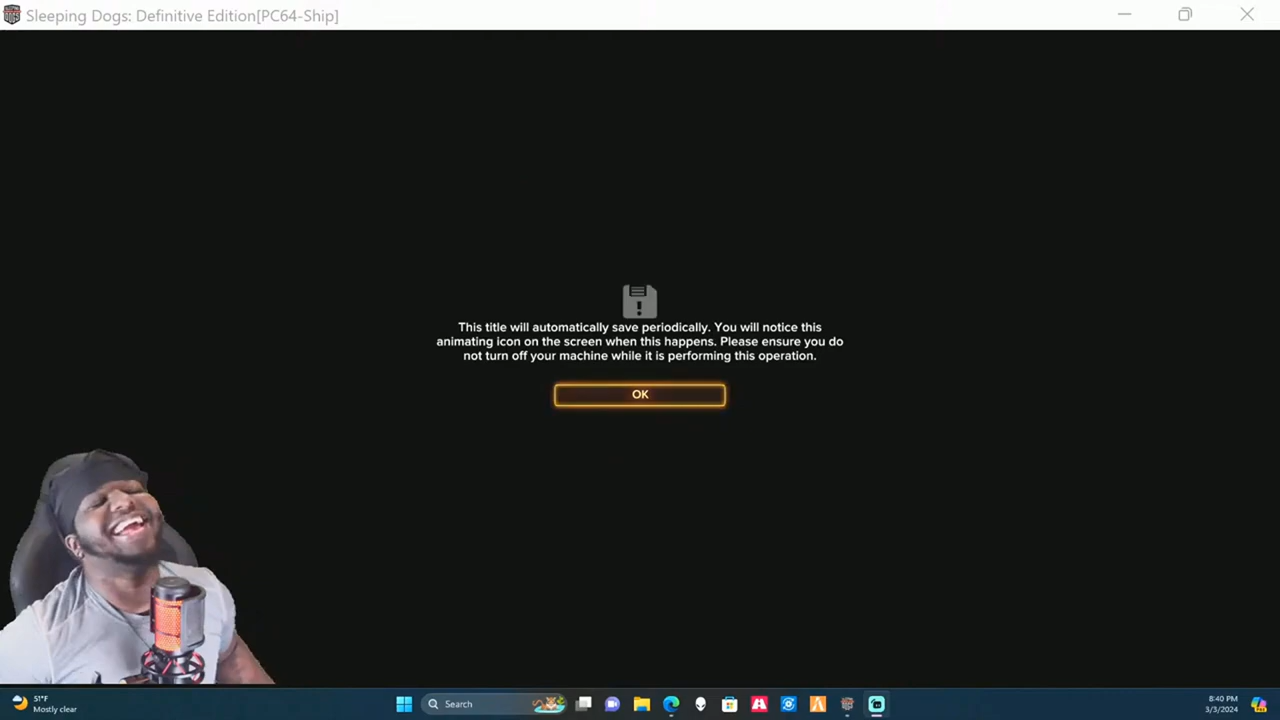 Sleeping Dogs: Definitive Edition[PC64-Ship]
This title will automatically save periodically. You will notice this
animating icon on the screen when this happens. Please ensure you do
not turn off your machine while it is performing this operation.
OK
51°F
Mostly clear
Search
8:40 PM
3/3/2024